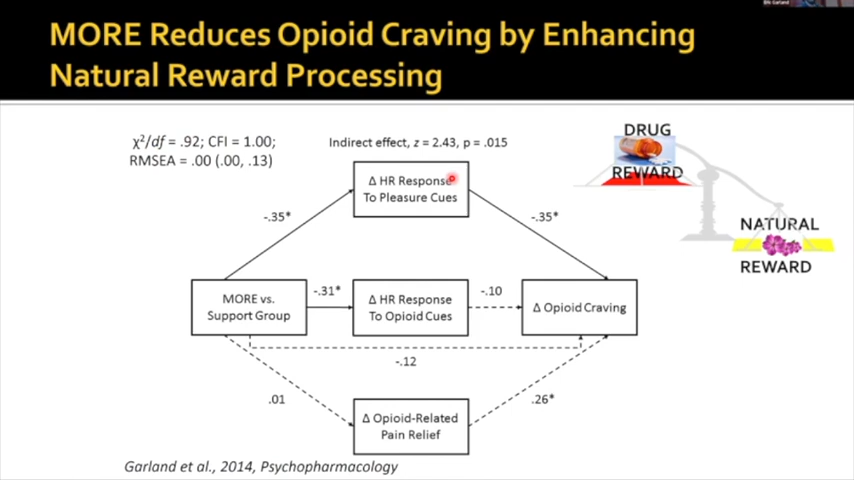 MORE Reduces Opioid Craving by Enhancing
Natural Reward Processing
χ²/df = .92; CFI = 1.00;
RMSEA = .00 (.00, .13)
Indirect effect, z = 2.43, p = .015
DRUG
REWARD
NATURAL
REWARD
Δ HR Response
To Pleasure Cues
-.35*
-.35*
MORE vs.
Support Group
-.31*
Δ HR Response
To Opioid Cues
-.10
Δ Opioid Craving
-.12
.01
Δ Opioid-Related
Pain Relief
.26*
Garland et al., 2014, Psychopharmacology